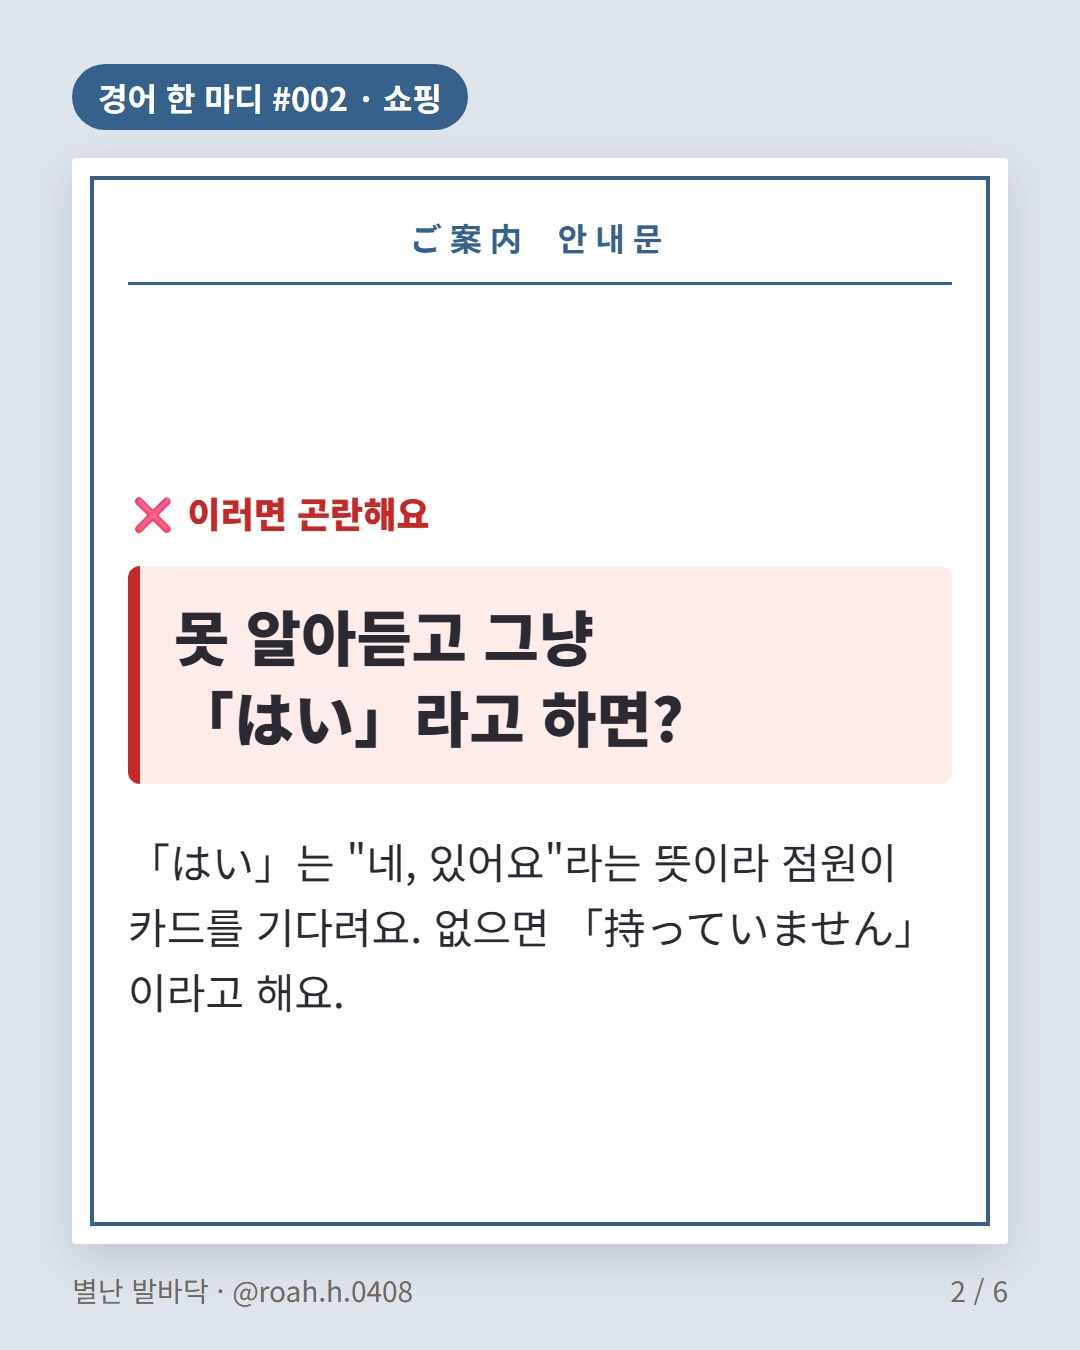 경어 한 마디 #002 · 쇼핑
ご案内 안내문
❌ 이러면 곤란해요
못 알아듣고 그냥
「はい」라고 하면?
「はい」는 "네, 있어요"라는 뜻이라 점원이
카드를 기다려요. 없으면 「持っていません」
이라고 해요.
별난 발바닥 · @roah.h.0408
2 / 6